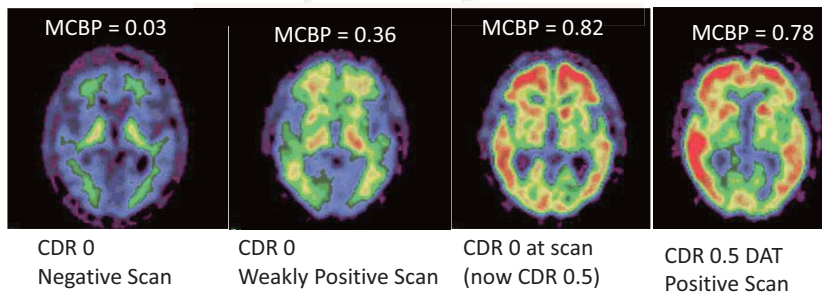 MCBP = 0.03
MCBP = 0.36
MCBP = 0.82
MCBP = 0.78
CDR 0
Negative Scan
CDR 0
Weakly Positive Scan
CDR 0 at scan
(now CDR 0.5)
CDR 0.5 DAT
Positive Scan